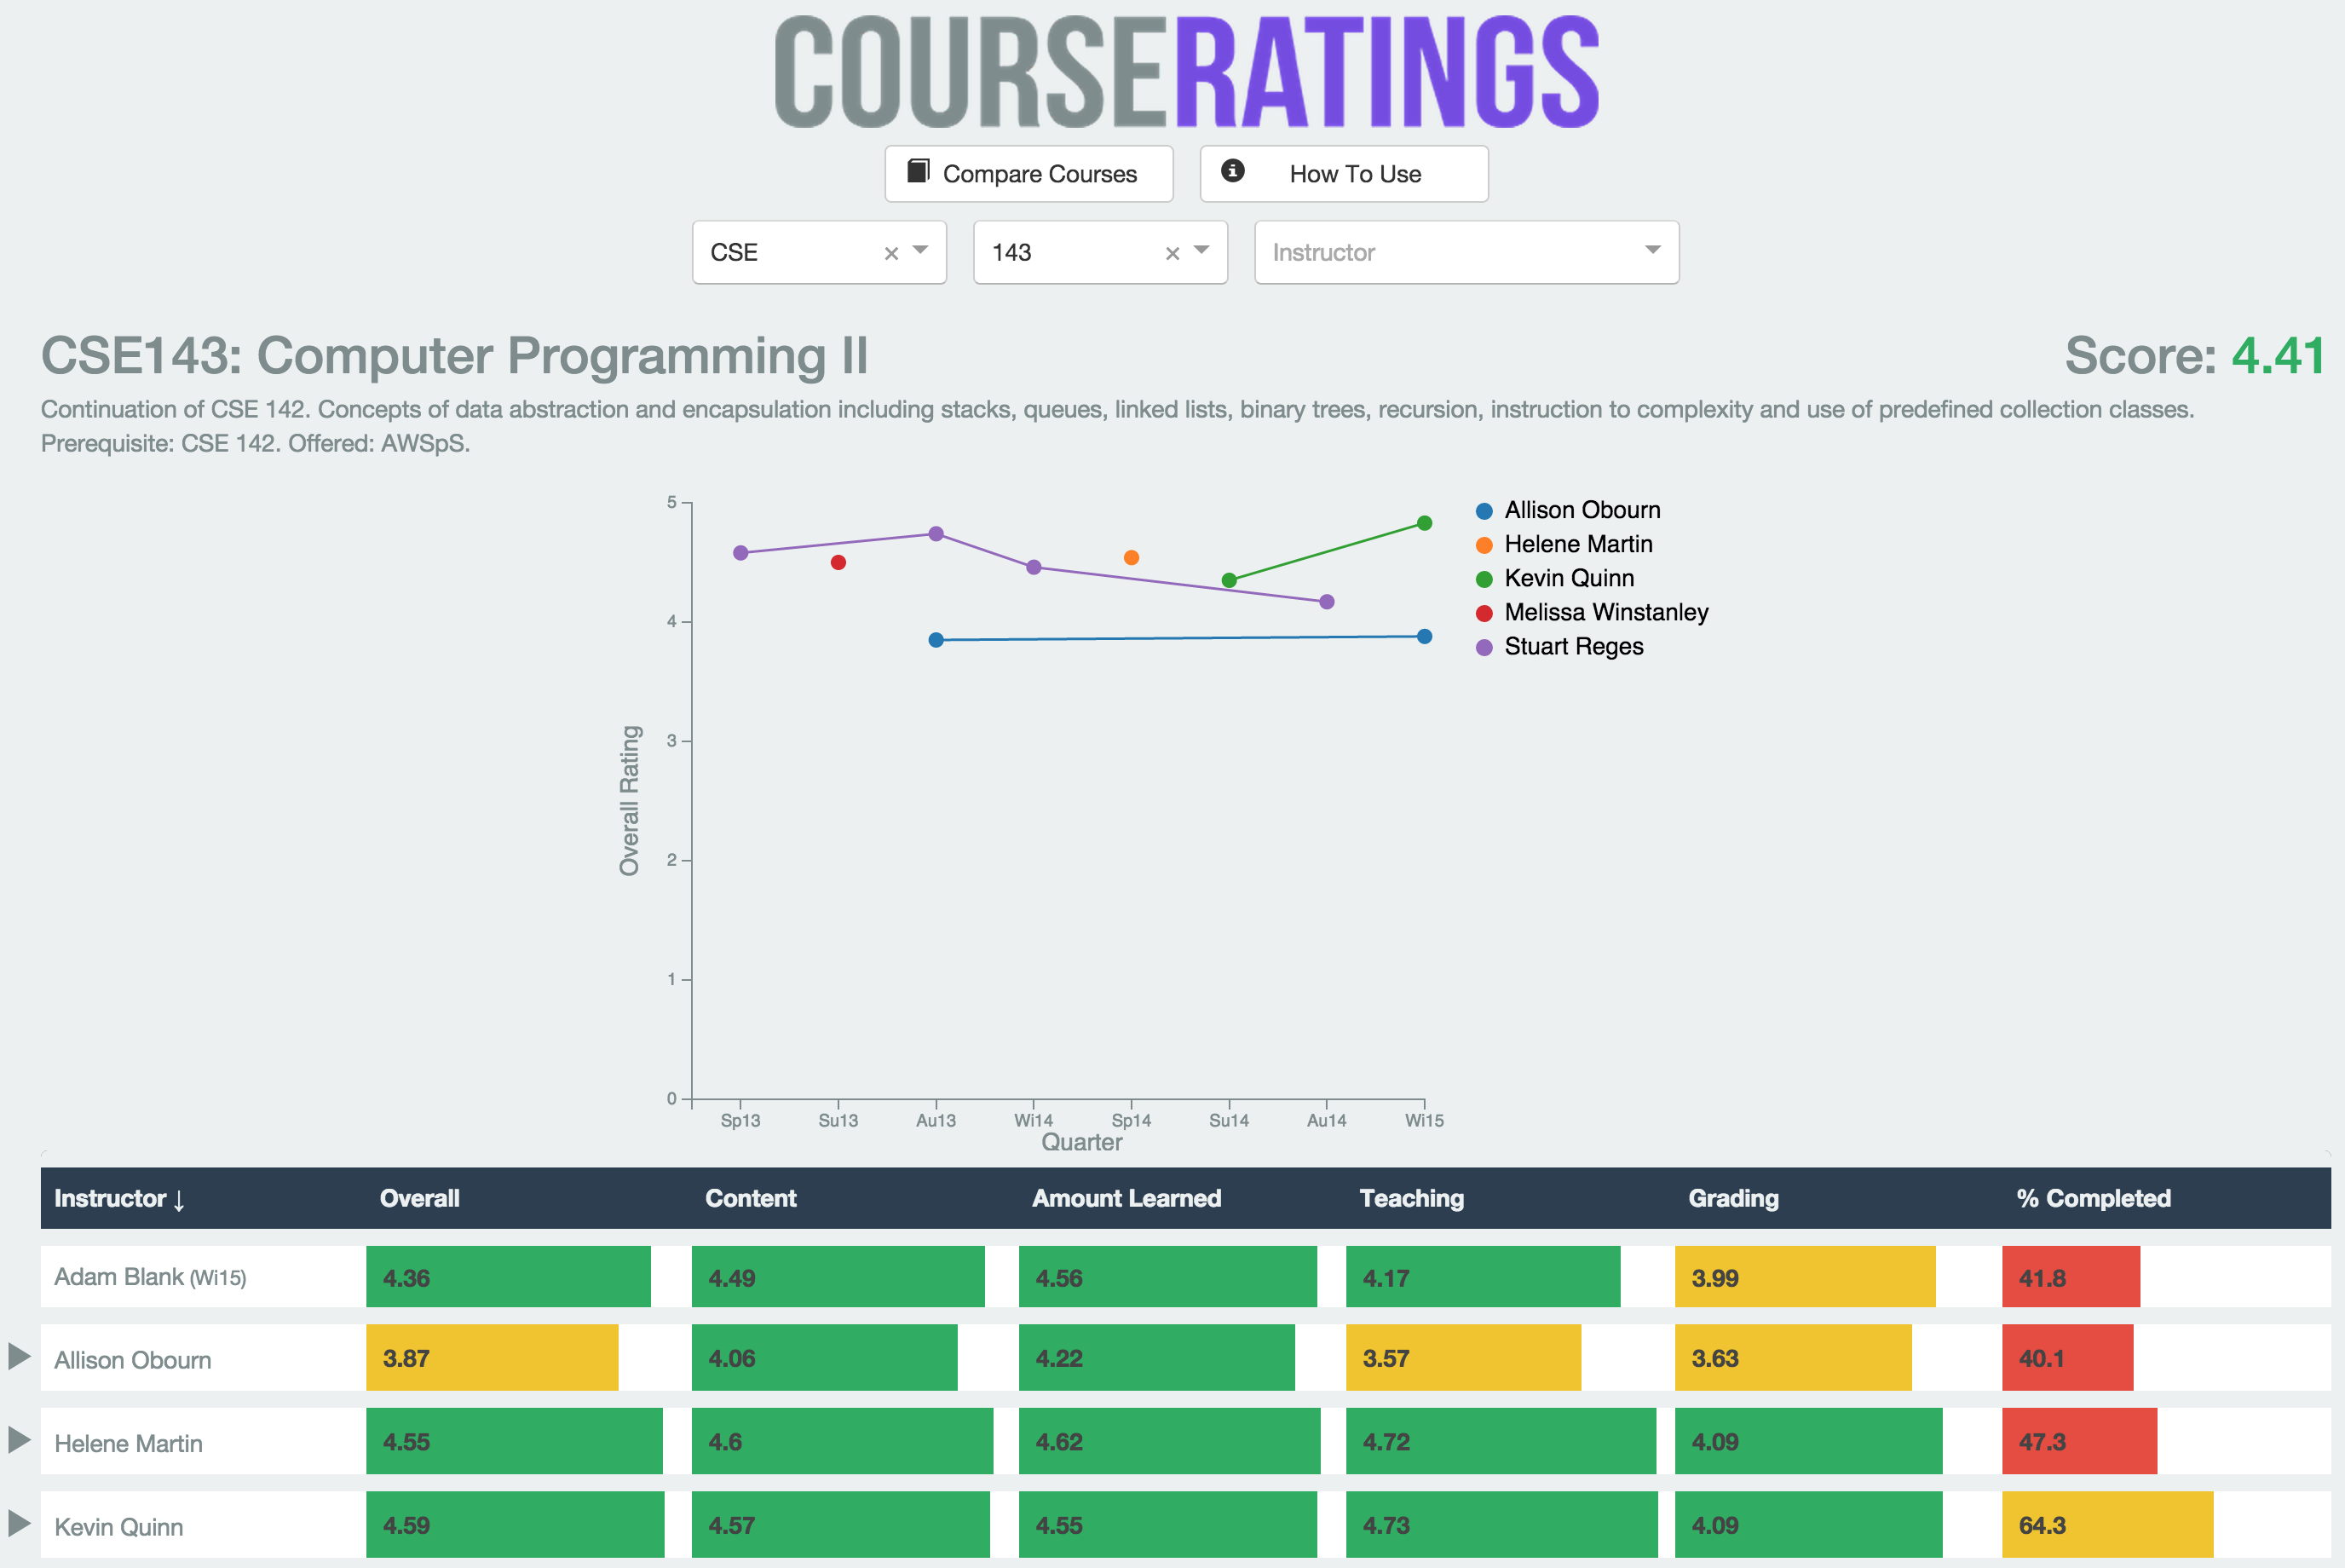 COURSERATINGS
Compare Courses
How To Use
CSE × 
143 ×
Instructor
CSE143: Computer Programming II
Score: 4.41
Continuation of CSE 142. Concepts of data abstraction and encapsulation including stacks, queues, linked lists, binary trees, recursion, instruction to complexity and use of predefined collection classes.
Prerequisite: CSE 142. Offered: AWSpS.
5
4
3
2
1
0
Overall Rating
Sp13 Su13 Au13 Wi14 Sp14 Su14 Au14 Wi15
Quarter
Allison Obourn
Helene Martin
Kevin Quinn
Melissa Winstanley
Stuart Reges
Instructor ↓ Overall Content Amount Learned Teaching Grading % Completed
Adam Blank (Wi15) 4.36 4.49 4.56 4.17 3.99 41.8
Allison Obourn 3.87 4.06 4.22 3.57 3.63 40.1
Helene Martin 4.55 4.6 4.62 4.72 4.09 47.3
Kevin Quinn 4.59 4.57 4.55 4.73 4.09 64.3